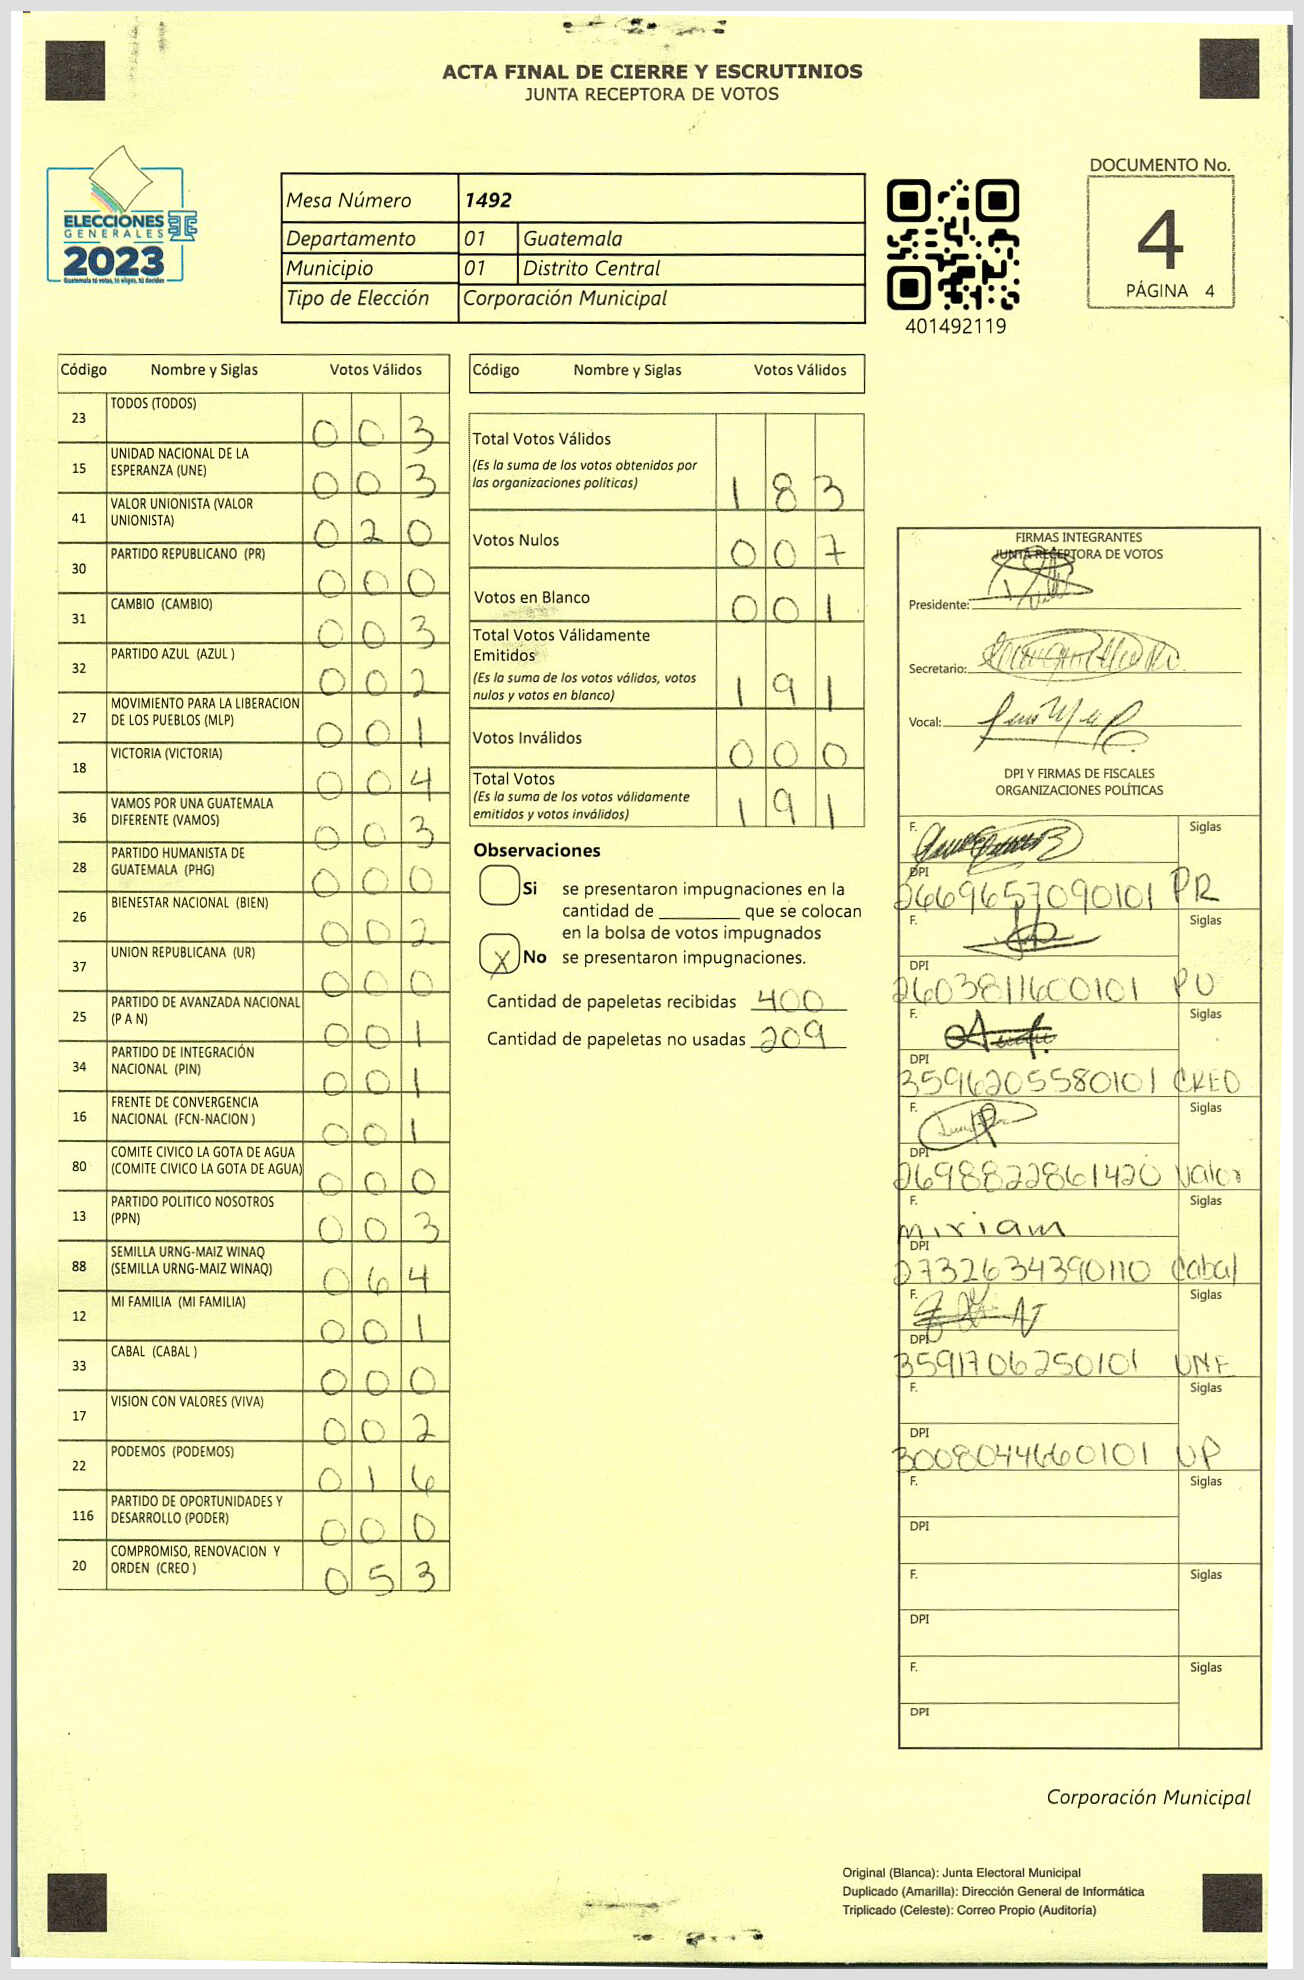 ACTA FINAL DE CIERRE Y ESCRUTINIOS
JUNTA RECEPTORA DE VOTOS
ELECCIONES
GENERALES
2023
Guatemala tú votas, tú eliges, tú decides
Mesa Número 1492
Departamento 01 Guatemala
Municipio 01 Distrito Central
Tipo de Elección Corporación Municipal
401492119
DOCUMENTO No.
4
PÁGINA 4
Código Nombre y Siglas Votos Válidos
23 TODOS (TODOS) 0 0 3
15 UNIDAD NACIONAL DE LA
ESPERANZA (UNE) 0 0 3
41 VALOR UNIONISTA (VALOR
UNIONISTA) 0 2 0
30 PARTIDO REPUBLICANO (PR) 0 0 0
31 CAMBIO (CAMBIO) 0 0 3
32 PARTIDO AZUL (AZUL ) 0 0 2
27 MOVIMIENTO PARA LA LIBERACION
DE LOS PUEBLOS (MLP) 0 0 1
18 VICTORIA (VICTORIA) 0 0 4
36 VAMOS POR UNA GUATEMALA
DIFERENTE (VAMOS) 0 0 3
28 PARTIDO HUMANISTA DE
GUATEMALA (PHG) 0 0 0
26 BIENESTAR NACIONAL (BIEN) 0 0 2
37 UNION REPUBLICANA (UR) 0 0 0
25 PARTIDO DE AVANZADA NACIONAL
(P A N) 0 0 1
34 PARTIDO DE INTEGRACIÓN
NACIONAL (PIN) 0 0 1
16 FRENTE DE CONVERGENCIA
NACIONAL (FCN-NACION ) 0 0 1
80 COMITE CIVICO LA GOTA DE AGUA
(COMITE CIVICO LA GOTA DE AGUA) 0 0 0
13 PARTIDO POLITICO NOSOTROS
(PPN) 0 0 3
88 SEMILLA URNG-MAIZ WINAQ
(SEMILLA URNG-MAIZ WINAQ) 0 6 4
12 MI FAMILIA (MI FAMILIA) 0 0 1
33 CABAL (CABAL ) 0 0 0
17 VISION CON VALORES (VIVA) 0 0 2
22 PODEMOS (PODEMOS) 0 1 6
116 PARTIDO DE OPORTUNIDADES Y
DESARROLLO (PODER) 0 0 0
20 COMPROMISO, RENOVACION Y
ORDEN (CREO ) 0 5 3
Código Nombre y Siglas Votos Válidos
Total Votos Válidos
(Es la suma de los votos obtenidos por
las organizaciones políticas) 1 8 3
Votos Nulos 0 0 7
Votos en Blanco 0 0 1
Total Votos Válidamente
Emitidos
(Es la suma de los votos válidos, votos
nulos y votos en blanco) 1 9 1
Votos Inválidos 0 0 0
Total Votos
(Es la suma de los votos válidamente
emitidos y votos inválidos) 1 9 1
Observaciones
Si se presentaron impugnaciones en la
cantidad de ________ que se colocan
en la bolsa de votos impugnados
X No se presentaron impugnaciones.
Cantidad de papeletas recibidas 400
Cantidad de papeletas no usadas 209
FIRMAS INTEGRANTES
JUNTA RECEPTORA DE VOTOS
Presidente:
Secretario:
Vocal:
DPI Y FIRMAS DE FISCALES
ORGANIZACIONES POLÍTICAS
F. Siglas
DPI
2669657090101 PR
F. Siglas
DPI
2603811600101 PU
F. Siglas
DPI
3596205580101 CREO
F. Siglas
DPI
2698822861420 Valor
F. Siglas
miriam
DPI
2732634390110 Cabal
F. Siglas
DPI
3591706250101 UNE
F. Siglas
DPI
3008044660101 UP
F. Siglas
DPI
F. Siglas
DPI
F. Siglas
DPI
Corporación Municipal
Original (Blanca): Junta Electoral Municipal
Duplicado (Amarilla): Dirección General de Informática
Triplicado (Celeste): Correo Propio (Auditoría)